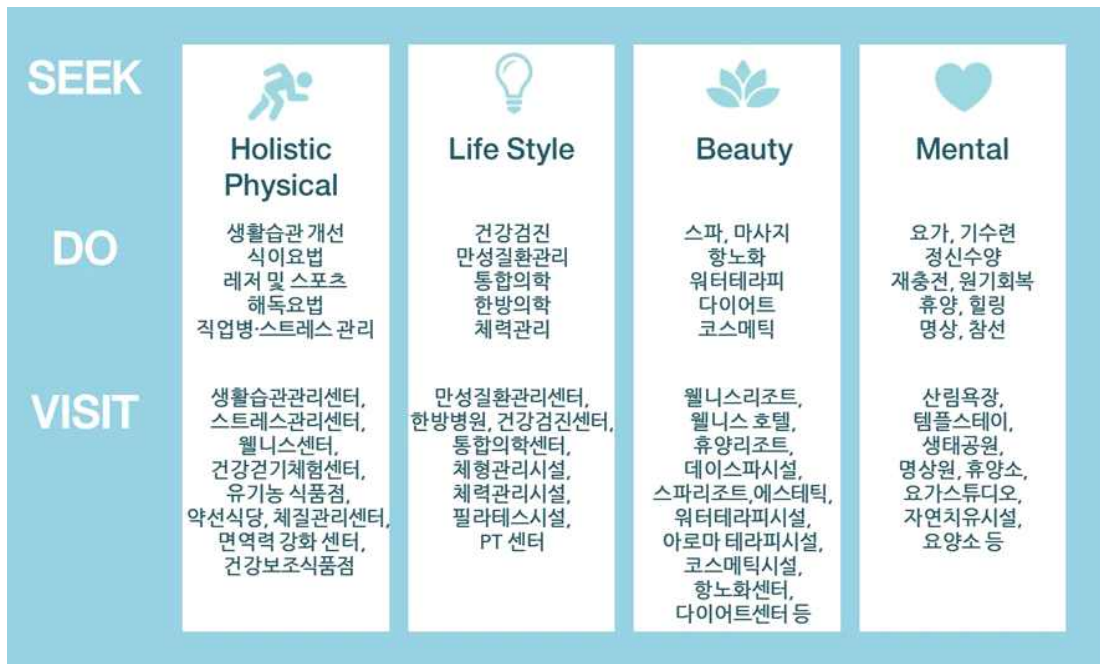 SEEK
Holistic
Physical
Life Style
Beauty
Mental
DO
생활습관 개선
식이요법
레저 및 스포츠
해독요법
직업병·스트레스 관리
건강검진
만성질환관리
통합의학
한방의학
체력관리
스파, 마사지
항노화
워터테라피
다이어트
코스메틱
요가, 기수련
정신수양
재충전, 원기회복
휴양, 힐링
명상, 참선
VISIT
생활습관관리센터,
스트레스관리센터,
웰니스센터,
건강걷기체험센터,
유기농 식품점,
약선식당, 체질관리센터,
면역력 강화 센터,
건강보조식품점
만성질환관리센터,
한방병원, 건강검진센터,
통합의학센터,
체형관리시설,
체력관리시설,
필라테스시설,
PT 센터
웰니스리조트,
웰니스 호텔,
휴양리조트,
데이스파시설,
스파리조트,에스테틱,
워터테라피시설,
아로마 테라피시설,
코스메틱시설,
항노화센터,
다이어트센터 등
산림욕장,
템플스테이,
생태공원,
명상원, 휴양소,
요가스튜디오,
자연치유시설,
요양소 등